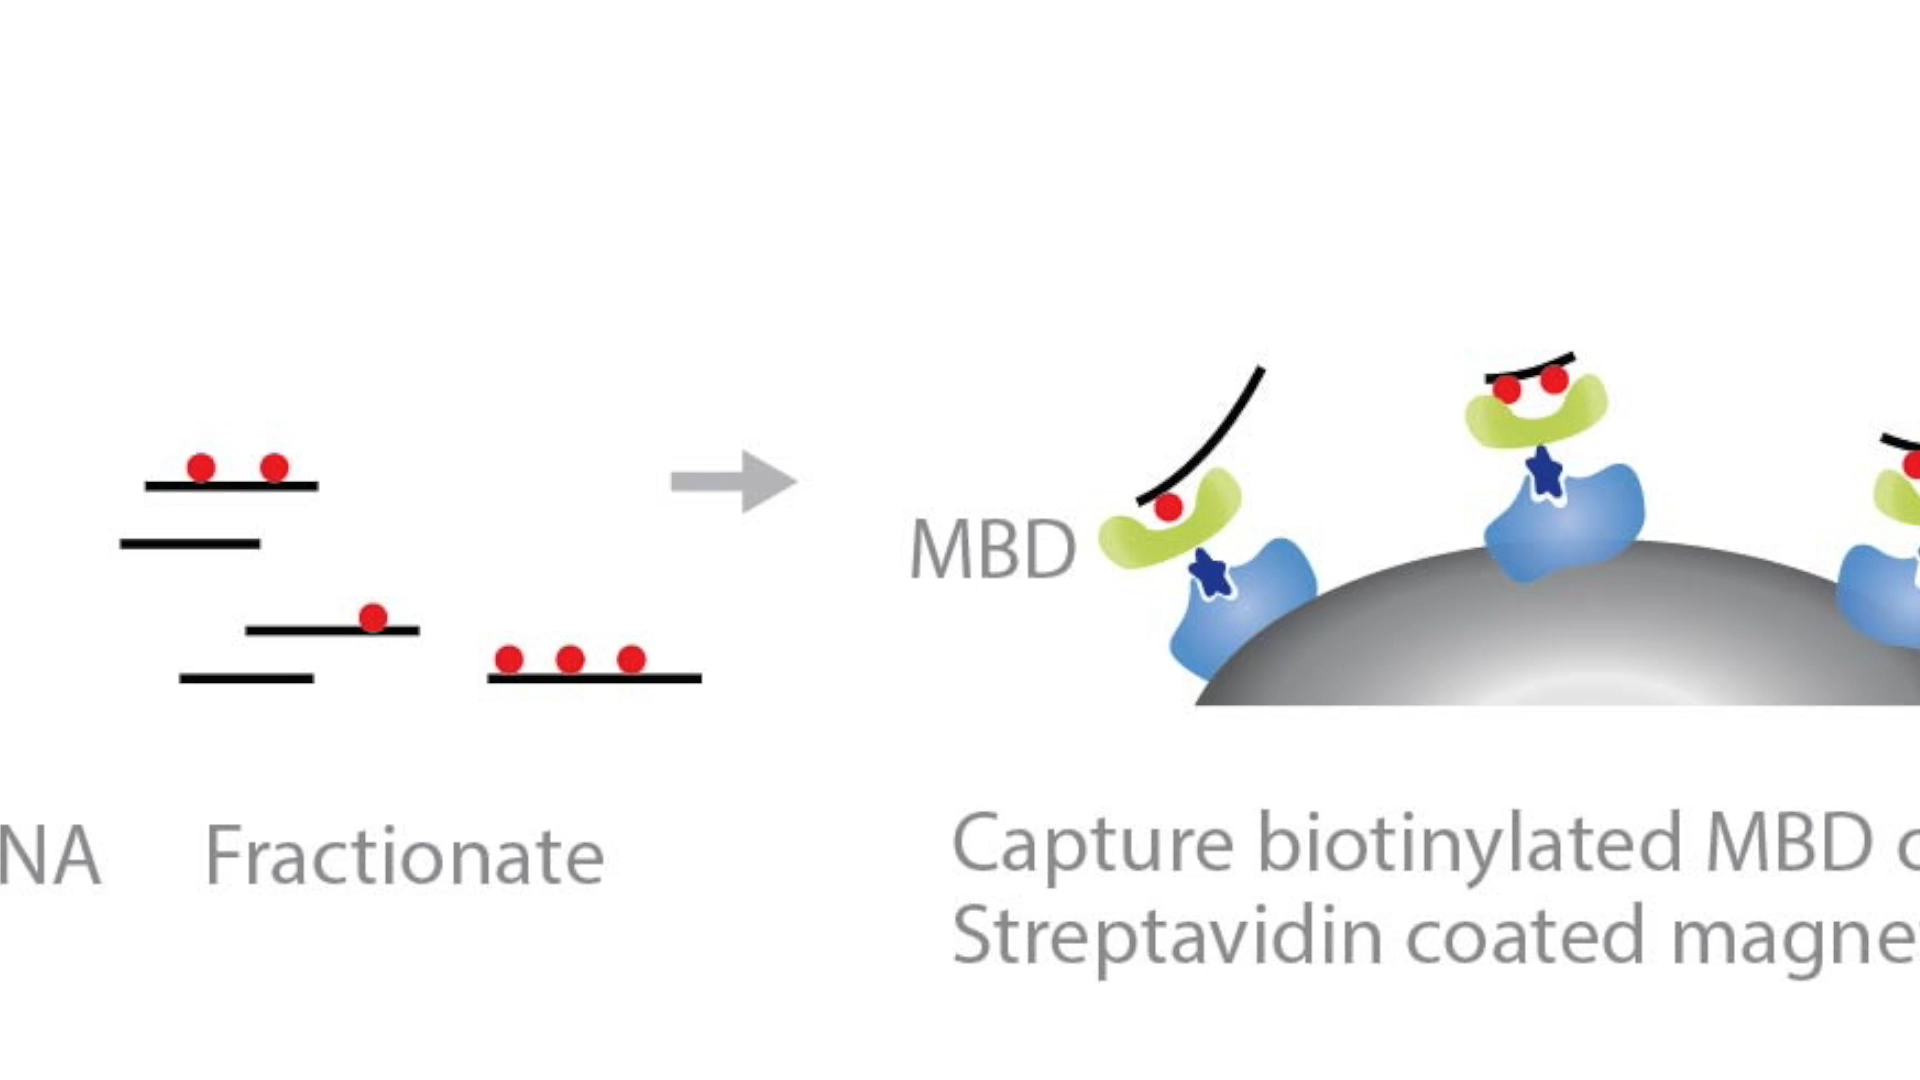 MBD
NA Fractionate
Capture biotinylated MBD
Streptavidin coated